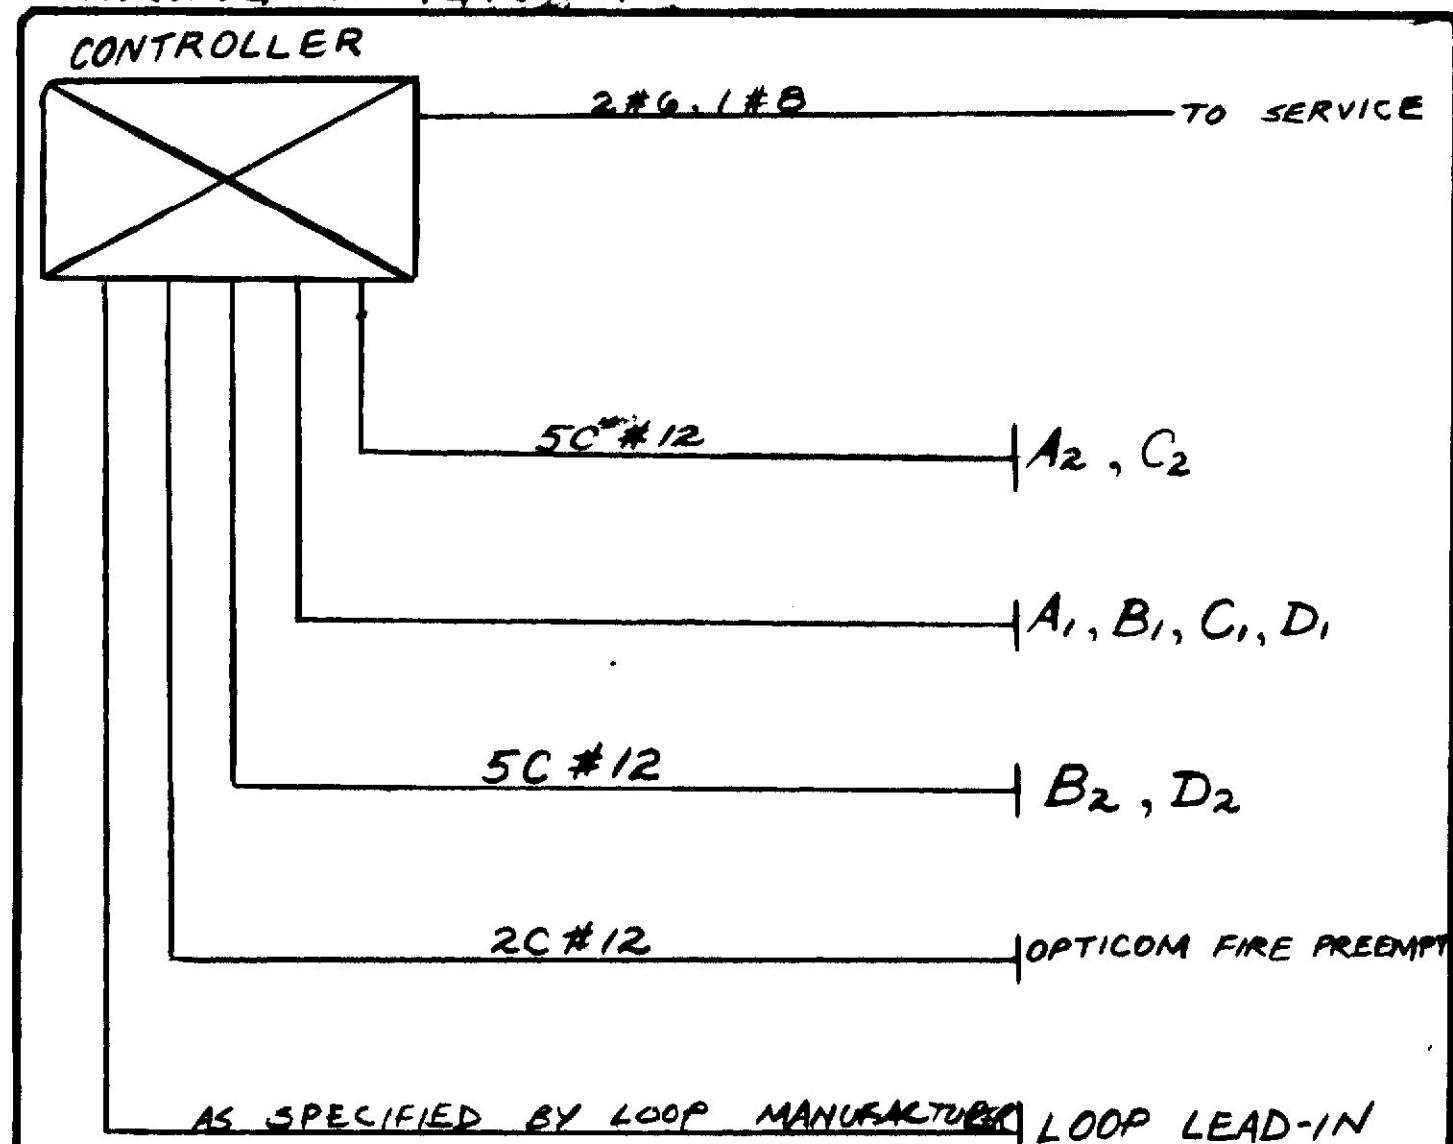 CONTROLLER
2#6, 1#8
TO SERVICE
5C #12
A2, C2
A1, B1, C1, D1
5C #12
B2, D2
2C #12
OPTICOM FIRE PREEMPT
AS SPECIFIED BY LOOP MANUFACTURER
LOOP LEAD-IN